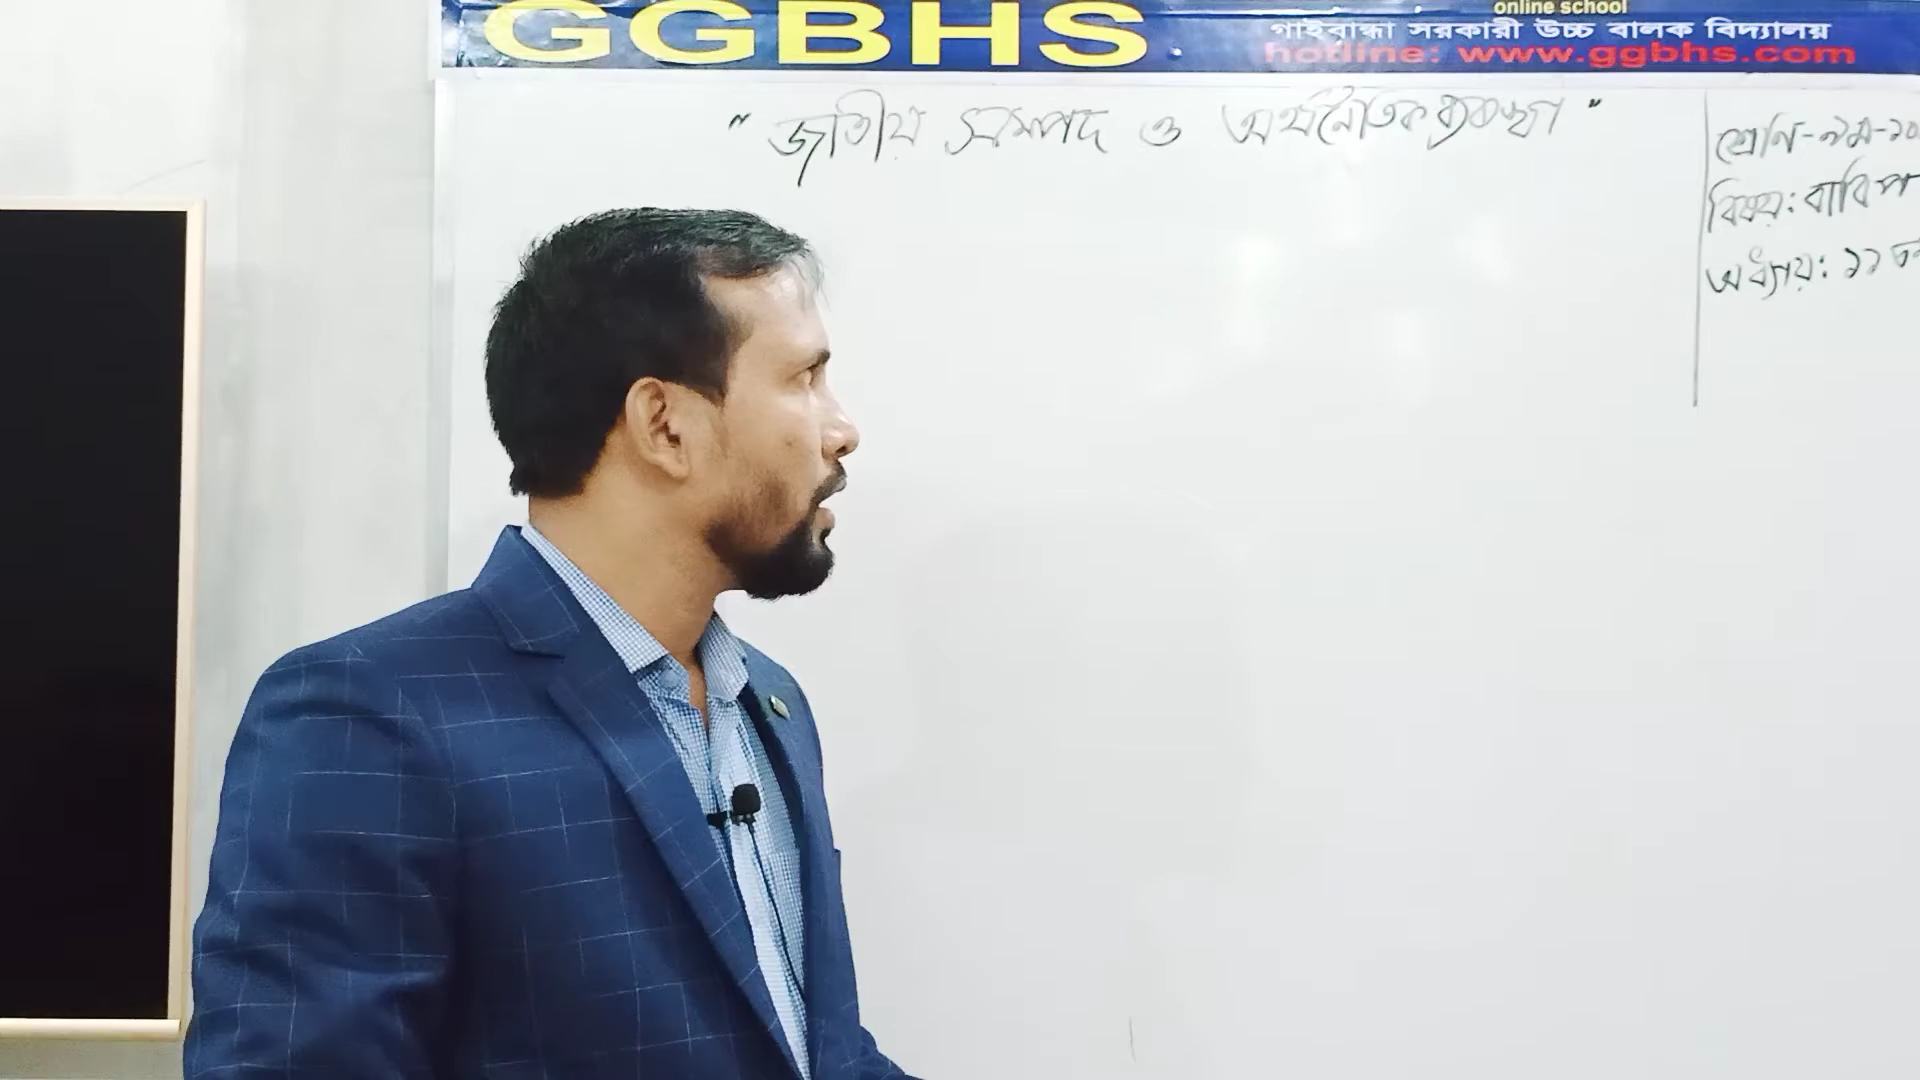 GGBHS
online school
গাইবান্ধা সরকারী উচ্চ বালক বিদ্যালয়
hotline: www.ggbhs.com
"জাতীয় সম্পদ ও অর্থনৈতিক ব্যবস্থা"
শ্রেণি-৯ম-১০
বিষয়: বাবিপ
অধ্যায়: ১১